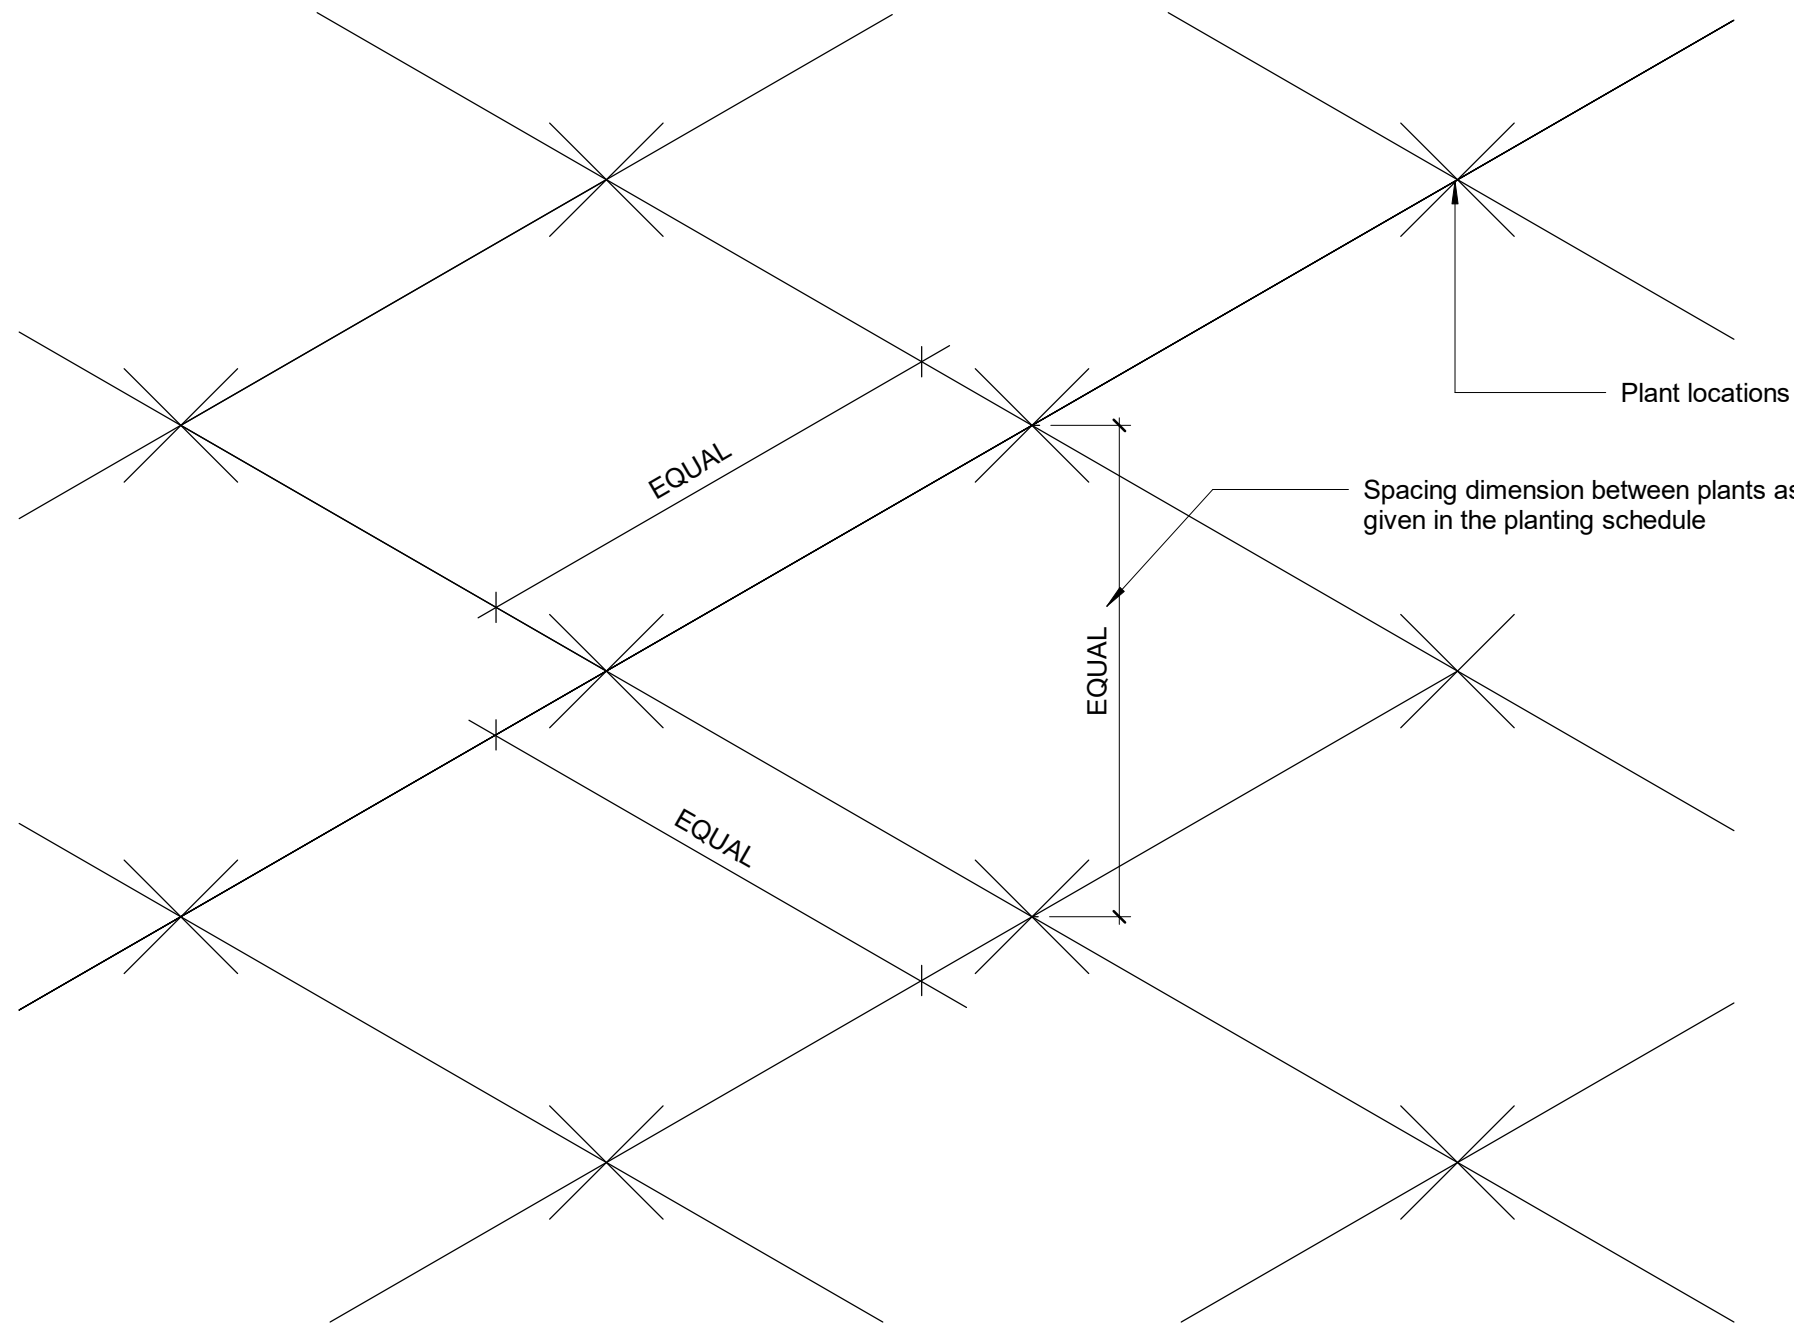 Plant locations
EQUAL
Spacing dimension between plants as
given in the planting schedule
EQUAL
EQUAL